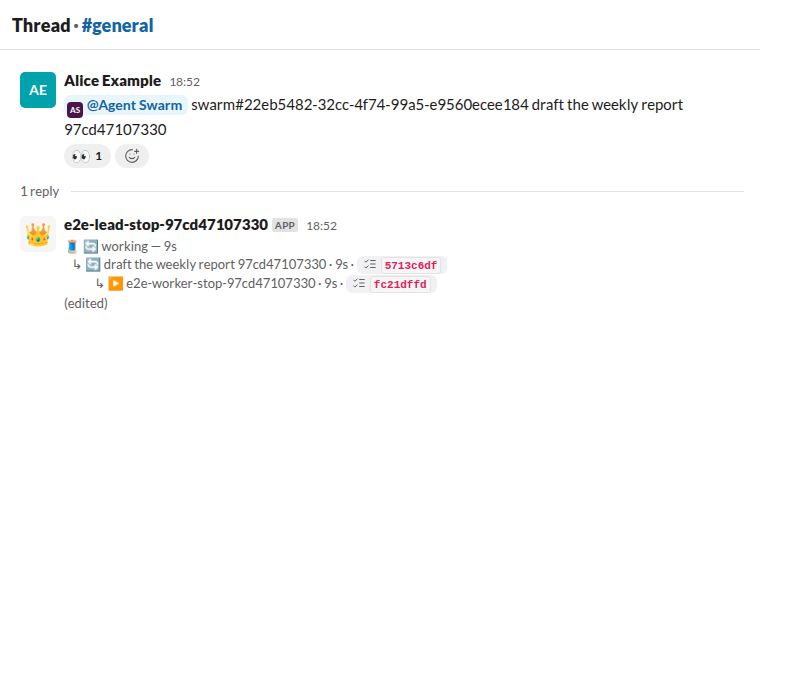 Thread • #general
AE
Alice Example 18:52
AS @Agent Swarm swarm#22eb5482-32cc-4f74-99a5-e9560ecee184 draft the weekly report
97cd47107330
👀 1
1 reply
e2e-lead-stop-97cd47107330 APP 18:52
🧵 🔄 working — 9s
↳ 🔄 draft the weekly report 97cd47107330 · 9s · 5713c6df
↳ ▶️ e2e-worker-stop-97cd47107330 · 9s · fc21dffd
(edited)